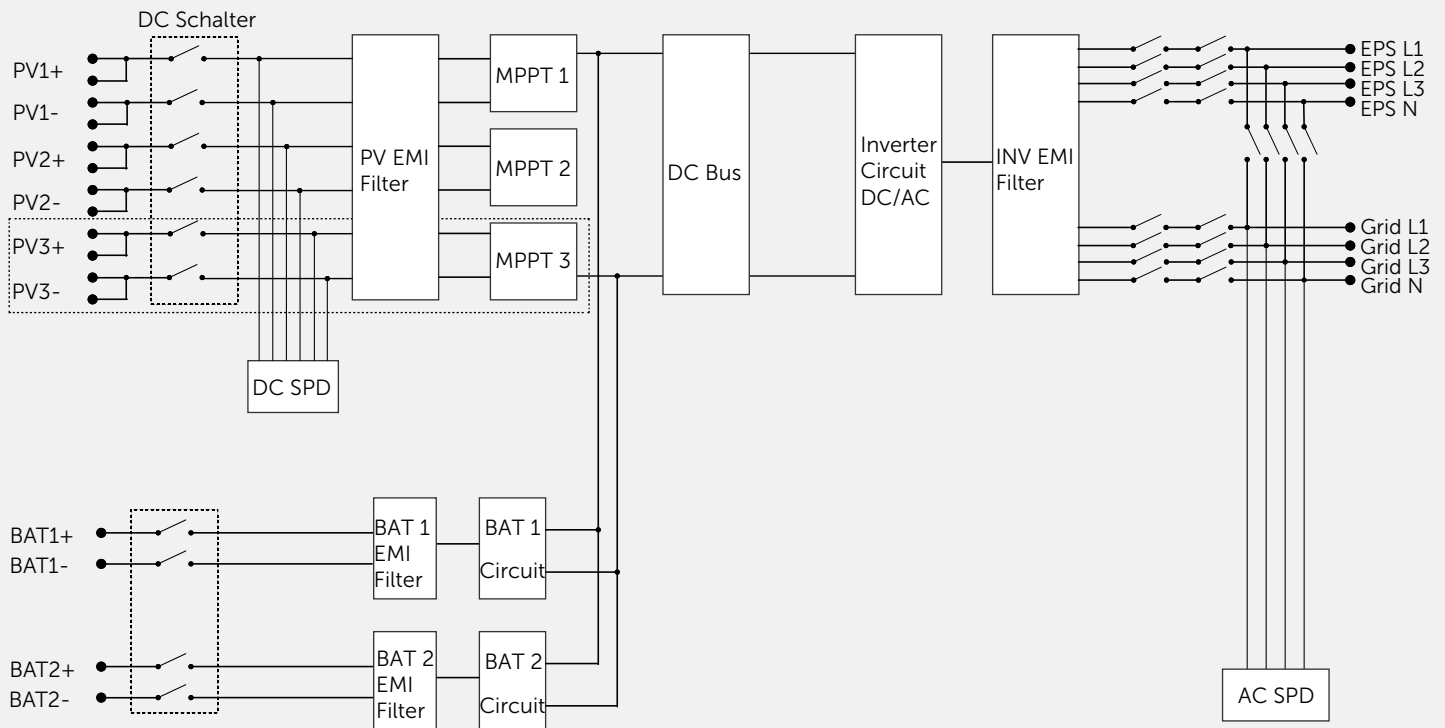 DC Schalter
PV1+
PV1-
PV2+
PV2-
PV3+
PV3-
PV EMI
Filter
MPPT 1
MPPT 2
MPPT 3
DC SPD
DC Bus
Inverter
Circuit
DC/AC
INV EMI
Filter
EPS L1
EPS L2
EPS L3
EPS N
Grid L1
Grid L2
Grid L3
Grid N
BAT1+
BAT1-
BAT 1
EMI
Filter
BAT 1
Circuit
BAT2+
BAT2-
BAT 2
EMI
Filter
BAT 2
Circuit
AC SPD